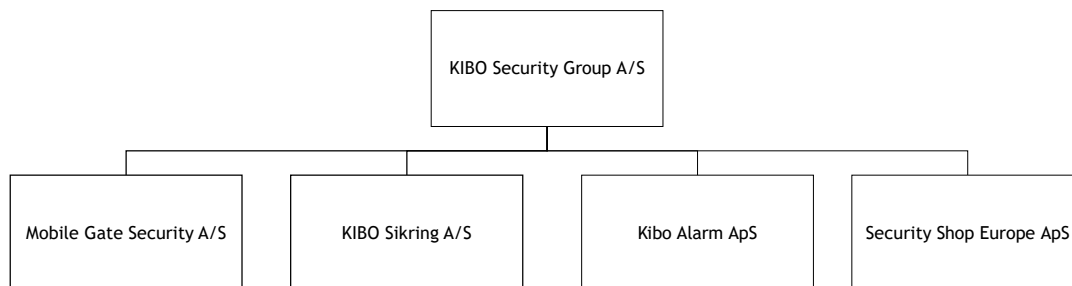 KIBO Security Group A/S
Mobile Gate Security A/S
KIBO Sikring A/S
Kibo Alarm ApS
Security Shop Europe ApS